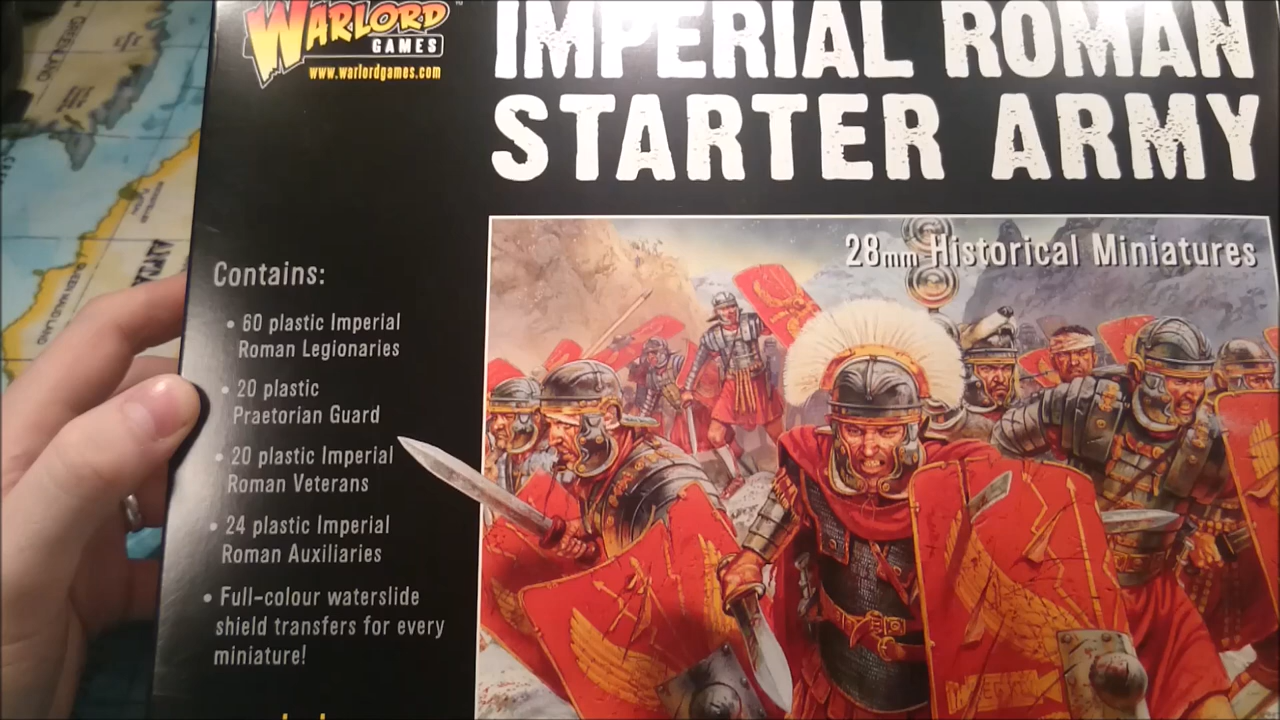 WARLORD
GAMES
www.warlordgames.com
IMPERIAL ROMAN
STARTER ARMY
28mm Historical Miniatures
Contains:
• 60 plastic Imperial
Roman Legionaries
• 20 plastic
Praetorian Guard
• 20 plastic Imperial
Roman Veterans
• 24 plastic Imperial
Roman Auxiliaries
• Full-colour waterslide
shield transfers for every
miniature!